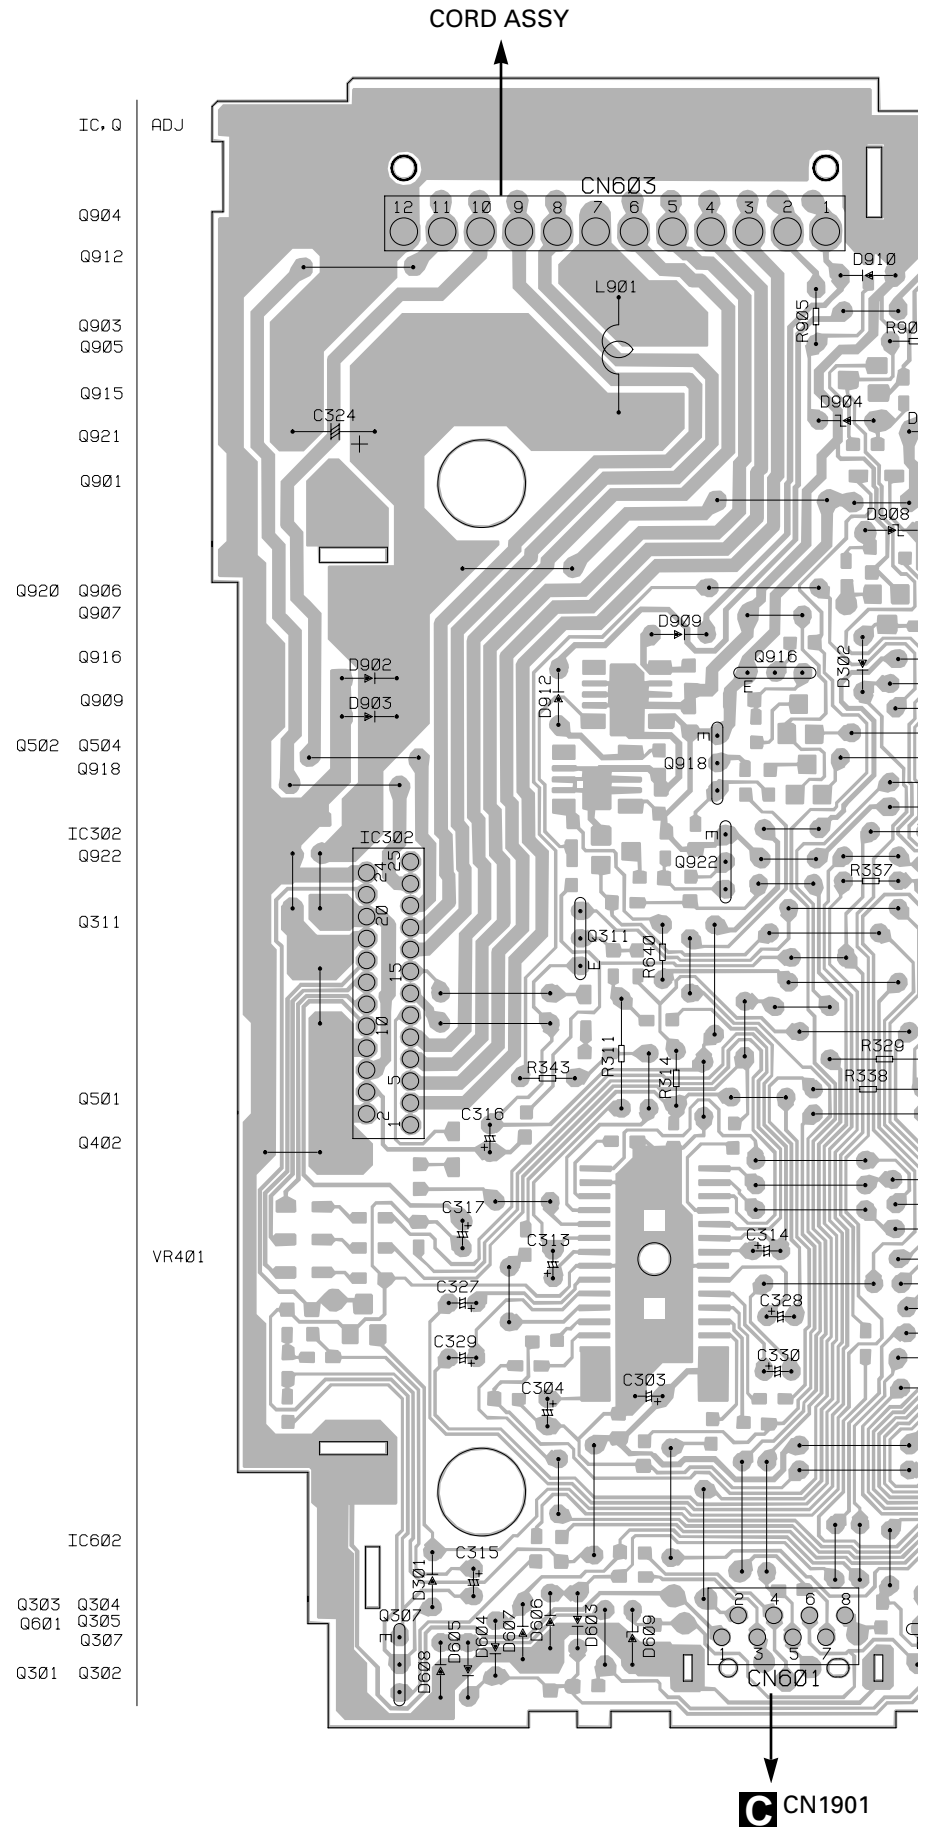 CORD ASSY
IC, Q ADJ
CN603
12 11 10 9 8 7 6 5 4 3 2 1
Q904
Q912
D910
L901
R905
Q903
Q905
R90
Q915
D904
C324
Q921
D
Q901
D908
Q920 Q906
Q907
D909
Q916
Q916
D902
D302
E
Q909
D903
D912
E
Q502 Q504
Q918
Q918
IC302
IC302
E
Q922
Q922
25
24
R337
20
Q311
Q311
R640
E
15
10
R311
R329
R343
R314
R338
5
Q501
2
C316
1
Q402
C317
C314
C313
VR401
C327
C328
C329
C330
C303
C304
IC602
C315
D301
Q303 Q304
Q601 Q305
Q307
Q307
E
D608
D605
D604
D607
D606
D603
D609
2 4 6 8
1 3 5 7
Q301 Q302
CN601
C CN1901